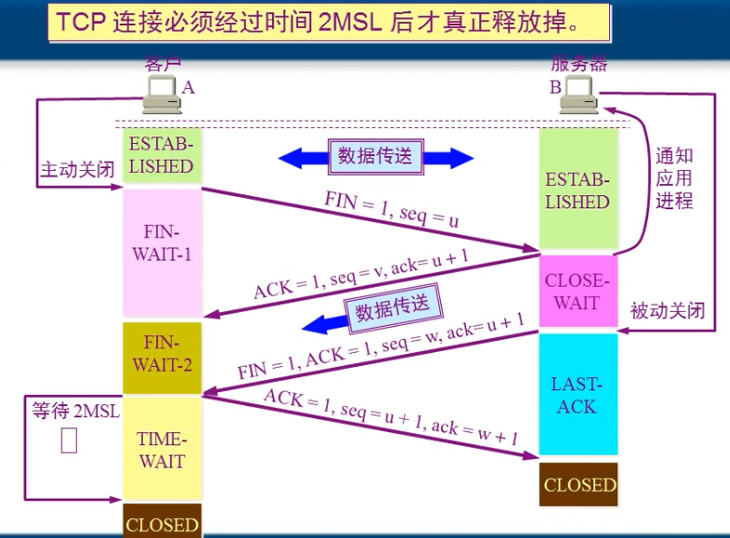 TCP 连接必须经过时间 2MSL 后才真正释放掉。
客户
A
服务器
B
ESTAB-
LISHED
数据传送
主动关闭
ESTAB-
LISHED
通知
应用
进程
FIN = 1, seq = u
FIN-
WAIT-1
ACK = 1, seq = v, ack= u + 1
CLOSE-
WAIT
数据传送
被动关闭
FIN-
WAIT-2
FIN = 1, ACK = 1, seq = w, ack= u + 1
LAST-
ACK
等待 2MSL
ACK = 1, seq = u + 1, ack = w + 1
TIME-
WAIT
CLOSED
CLOSED